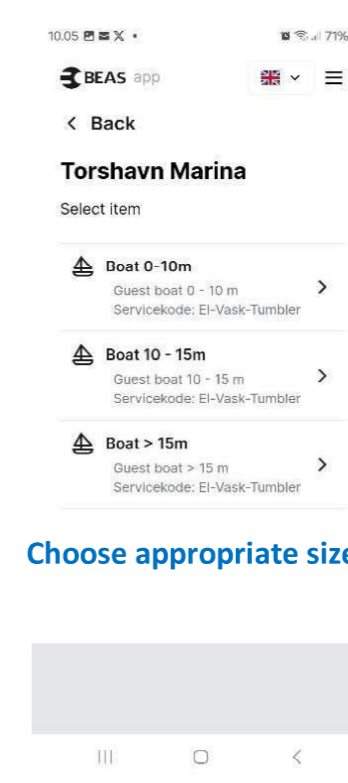 10.05 X •
71%
BEAS app
< Back
Torshavn Marina
Select item
Boat 0-10m
Guest boat 0 - 10 m
Servicekode: El-Vask-Tumbler
Boat 10 - 15m
Guest boat 10 - 15 m
Servicekode: El-Vask-Tumbler
Boat > 15m
Guest boat > 15 m
Servicekode: El-Vask-Tumbler
Choose appropriate size